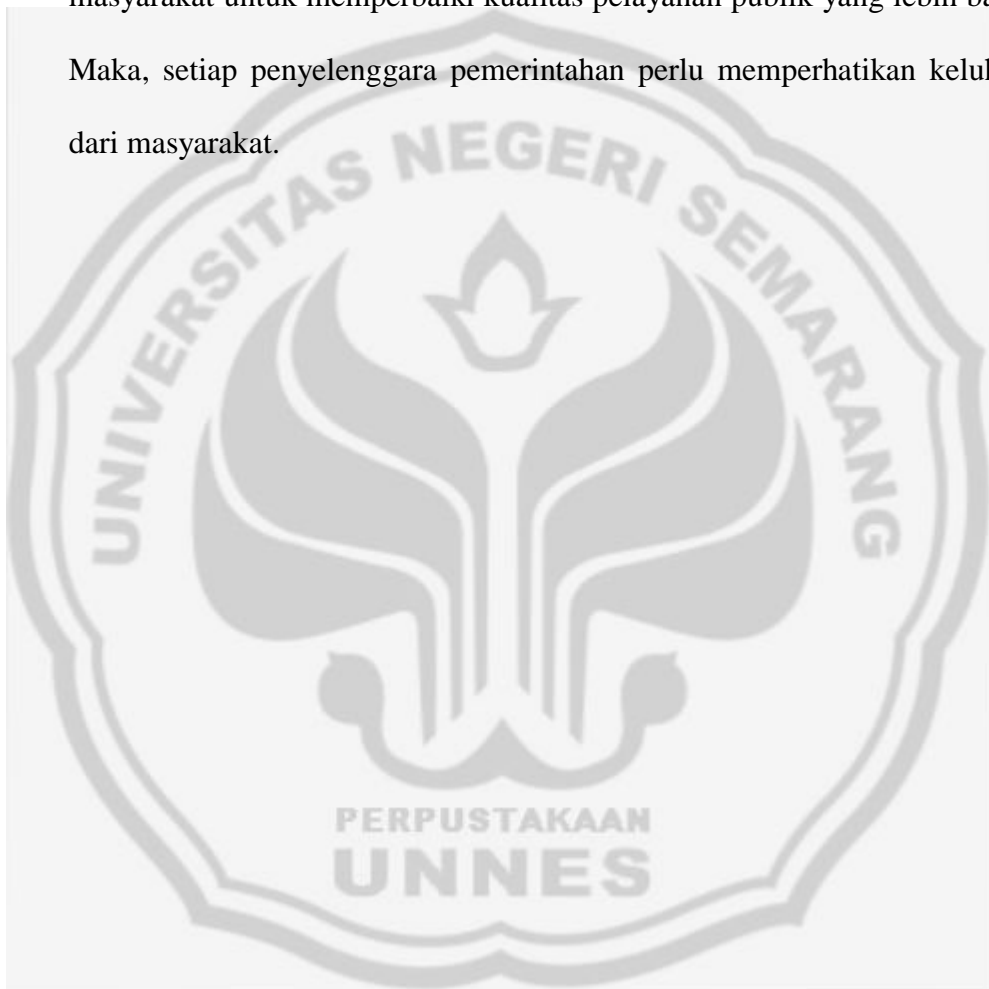 masyarakat untuk memperbaiki kualitas pelayanan publik yang lebih
Maka, setiap penyelenggara pemerintahan perlu memperhatikan
dari masyarakat.
UNIVERSITAS NEGERI SEMARANG
PERPUSTAKAAN
UNNES